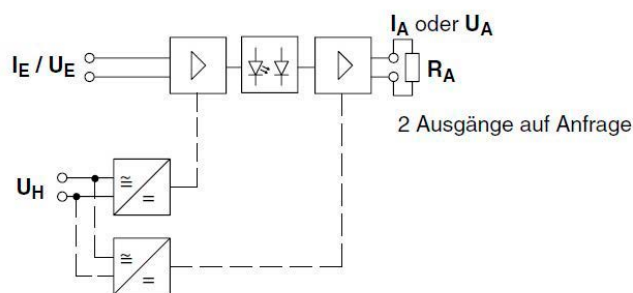 I_A oder U_A
I_E / U_E
R_A
2 Ausgänge auf Anfrage
U_H
≅
=
≅
=